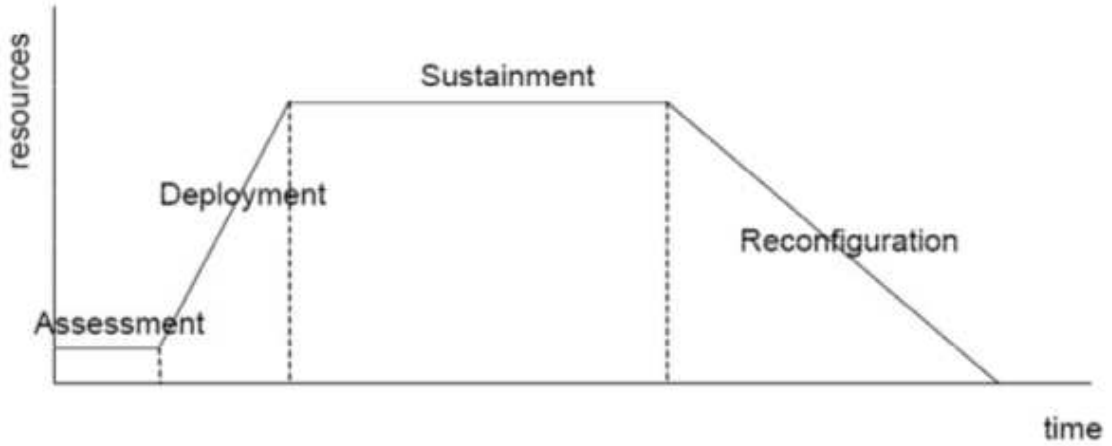 resources
Sustainment
Deployment
Reconfiguration
Assessment
time